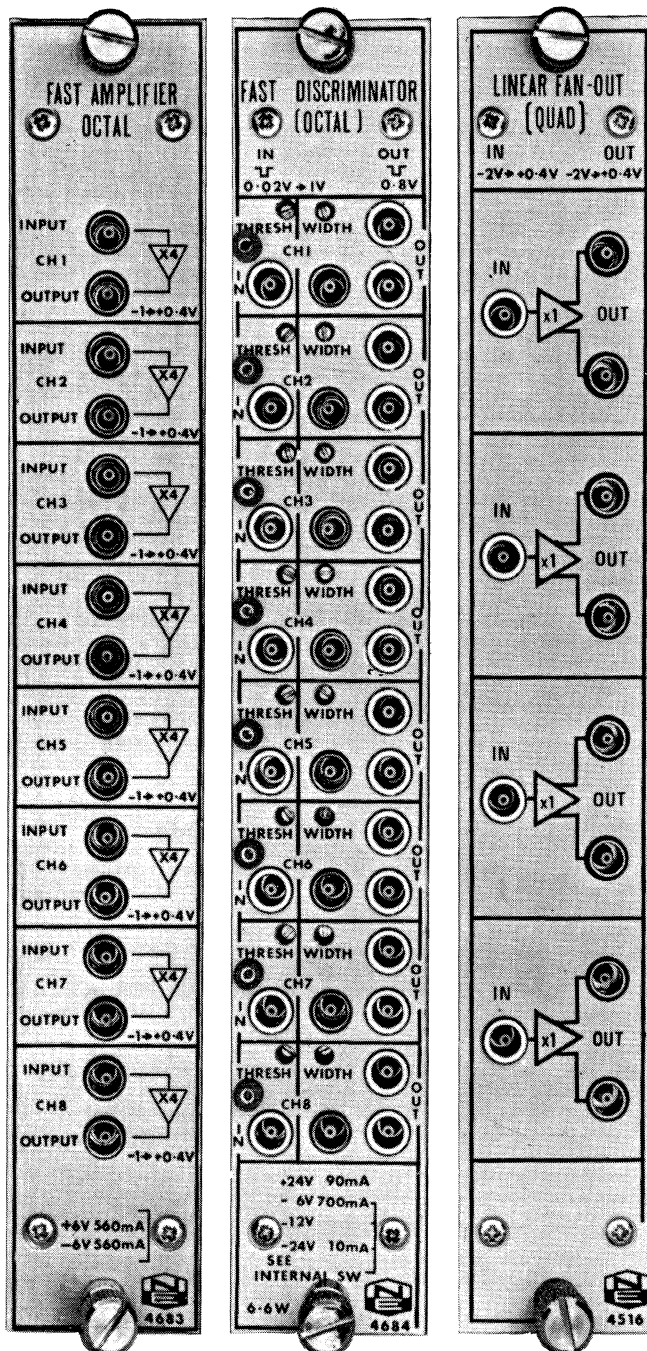 FAST AMPLIFIER
OCTAL
INPUT
CH1
X4
OUTPUT
-1→+0·4V
INPUT
CH2
X4
OUTPUT
-1→+0·4V
INPUT
CH3
X4
OUTPUT
-1→+0·4V
INPUT
CH4
X4
OUTPUT
-1→+0·4V
INPUT
CH5
X4
OUTPUT
-1→+0·4V
INPUT
CH6
X4
OUTPUT
-1→+0·4V
INPUT
CH7
X4
OUTPUT
-1→+0·4V
INPUT
CH8
X4
OUTPUT
-1→+0·4V
+6V 560mA
-6V 560mA
NE
4683
FAST DISCRIMINATOR
(OCTAL)
IN OUT
0·02V→1V 0·8V
THRESH WIDTH
CH1
IN
OUT
THRESH WIDTH
CH2
IN
OUT
THRESH WIDTH
CH3
IN
OUT
THRESH WIDTH
CH4
IN
OUT
THRESH WIDTH
CH5
IN
OUT
THRESH WIDTH
CH6
IN
OUT
THRESH WIDTH
CH7
IN
OUT
THRESH WIDTH
CH8
IN
OUT
+24V 90mA
- 6V 700mA
-12V
-24V 10mA
SEE
INTERNAL SW
6·6W
NE
4684
LINEAR FAN-OUT
(QUAD)
IN OUT
-2V→+0·4V -2V→+0·4V
IN
x1
OUT
IN
x1
OUT
IN
x1
OUT
IN
x1
OUT
NE
4516